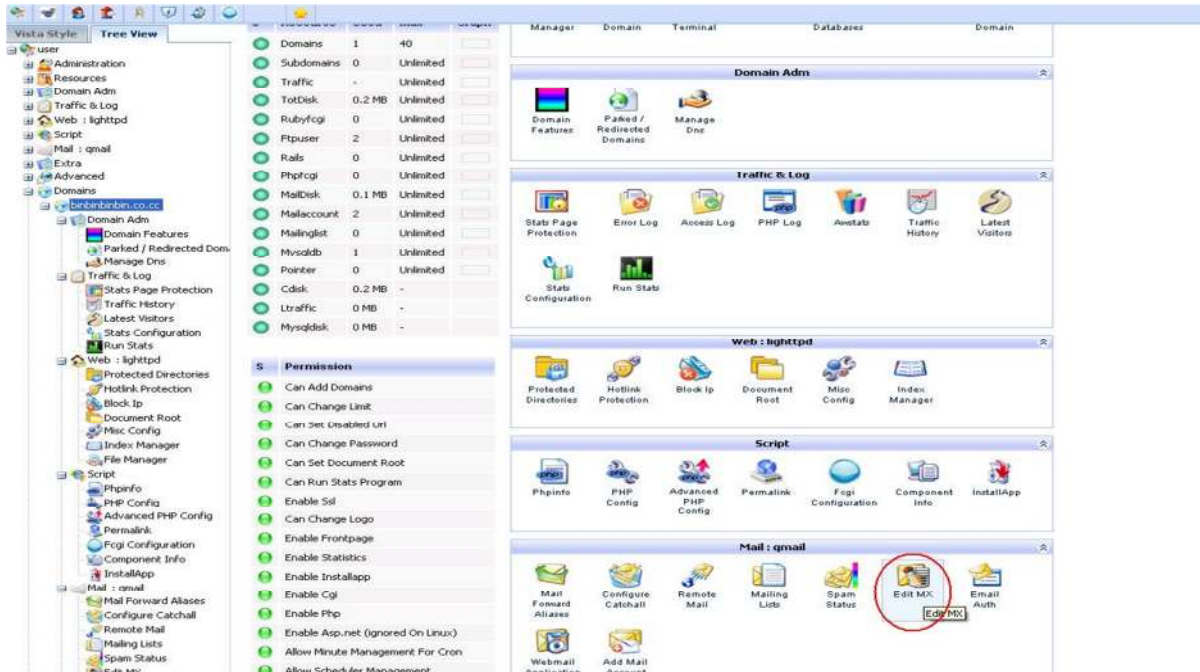 Vista Style
Tree View
user
Administration
Resources
Domain Adm
Traffic & Log
Web : lighttpd
Script
Mail : qmail
Extra
Advanced
Domains
binbinbinbin.co.cc
Domain Adm
Domain Features
Parked / Redirected Dom
Manage Dns
Traffic & Log
Stats Page Protection
Traffic History
Latest Visitors
Stats Configuration
Run Stats
Web : lighttpd
Protected Directories
Hotlink Protection
Block Ip
Document Root
Misc Config
Index Manager
File Manager
Script
Phpinfo
PHP Config
Advanced PHP Config
Permalink
Fcgi Configuration
Component Info
InstallApp
Mail : qmail
Mail Forward Aliases
Configure Catchall
Remote Mail
Mailing Lists
Spam Status
Edit MX
Domains 1 40
Subdomains 0 Unlimited
Traffic - Unlimited
TotDisk 0.2 MB Unlimited
Rubyfcgi 0 Unlimited
Ftpuser 2 Unlimited
Rails 0 Unlimited
Phpfcgi 0 Unlimited
MailDisk 0.1 MB Unlimited
Mailaccount 2 Unlimited
Mailinglist 0 Unlimited
Mysqldb 1 Unlimited
Pointer 0 Unlimited
Cdisk 0.2 MB -
Ltraffic 0 MB -
Mysqldisk 0 MB -
S Permission
Can Add Domains
Can Change Limit
Can Set Disabled Url
Can Change Password
Can Set Document Root
Can Run Stats Program
Enable Ssl
Can Change Logo
Enable Frontpage
Enable Statistics
Enable Installapp
Enable Cgi
Enable Php
Enable Asp.net (ignored On Linux)
Allow Minute Management For Cron
Allow Scheduler Management
Manager Domain Terminal Databases Domain
Domain Adm
Domain Features
Parked / Redirected Domains
Manage Dns
Traffic & Log
Stats Page Protection
Error Log
Access Log
PHP Log
Awstats
Traffic History
Latest Visitors
Stats Configuration
Run Stats
Web : lighttpd
Protected Directories
Hotlink Protection
Block Ip
Document Root
Misc Config
Index Manager
Script
Phpinfo
PHP Config
Advanced PHP Config
Permalink
Fcgi Configuration
Component Info
InstallApp
Mail : qmail
Mail Forward Aliases
Configure Catchall
Remote Mail
Mailing Lists
Spam Status
Edit MX
Edit MX
Email Auth
Webmail Application
Add Mail Account